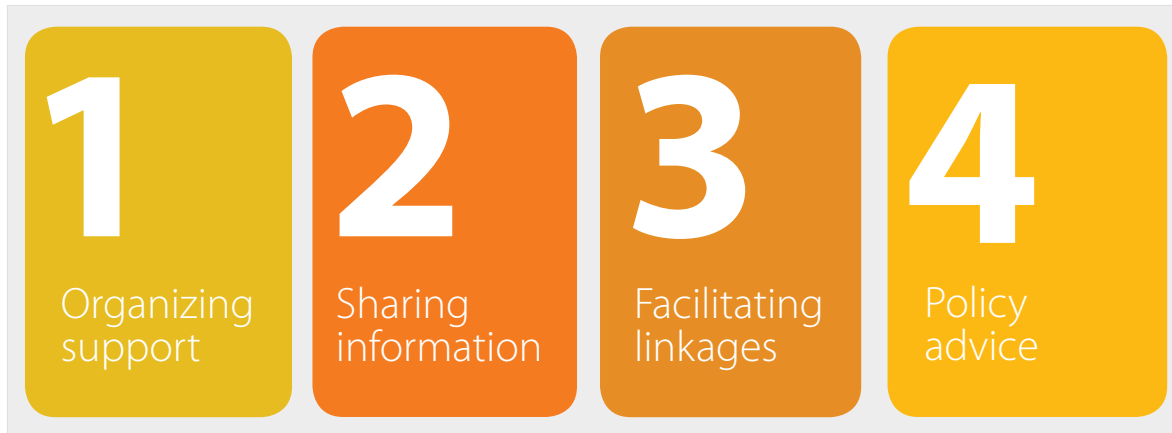 1
Organizing
support
2
Sharing
information
3
Facilitating
linkages
4
Policy
advice